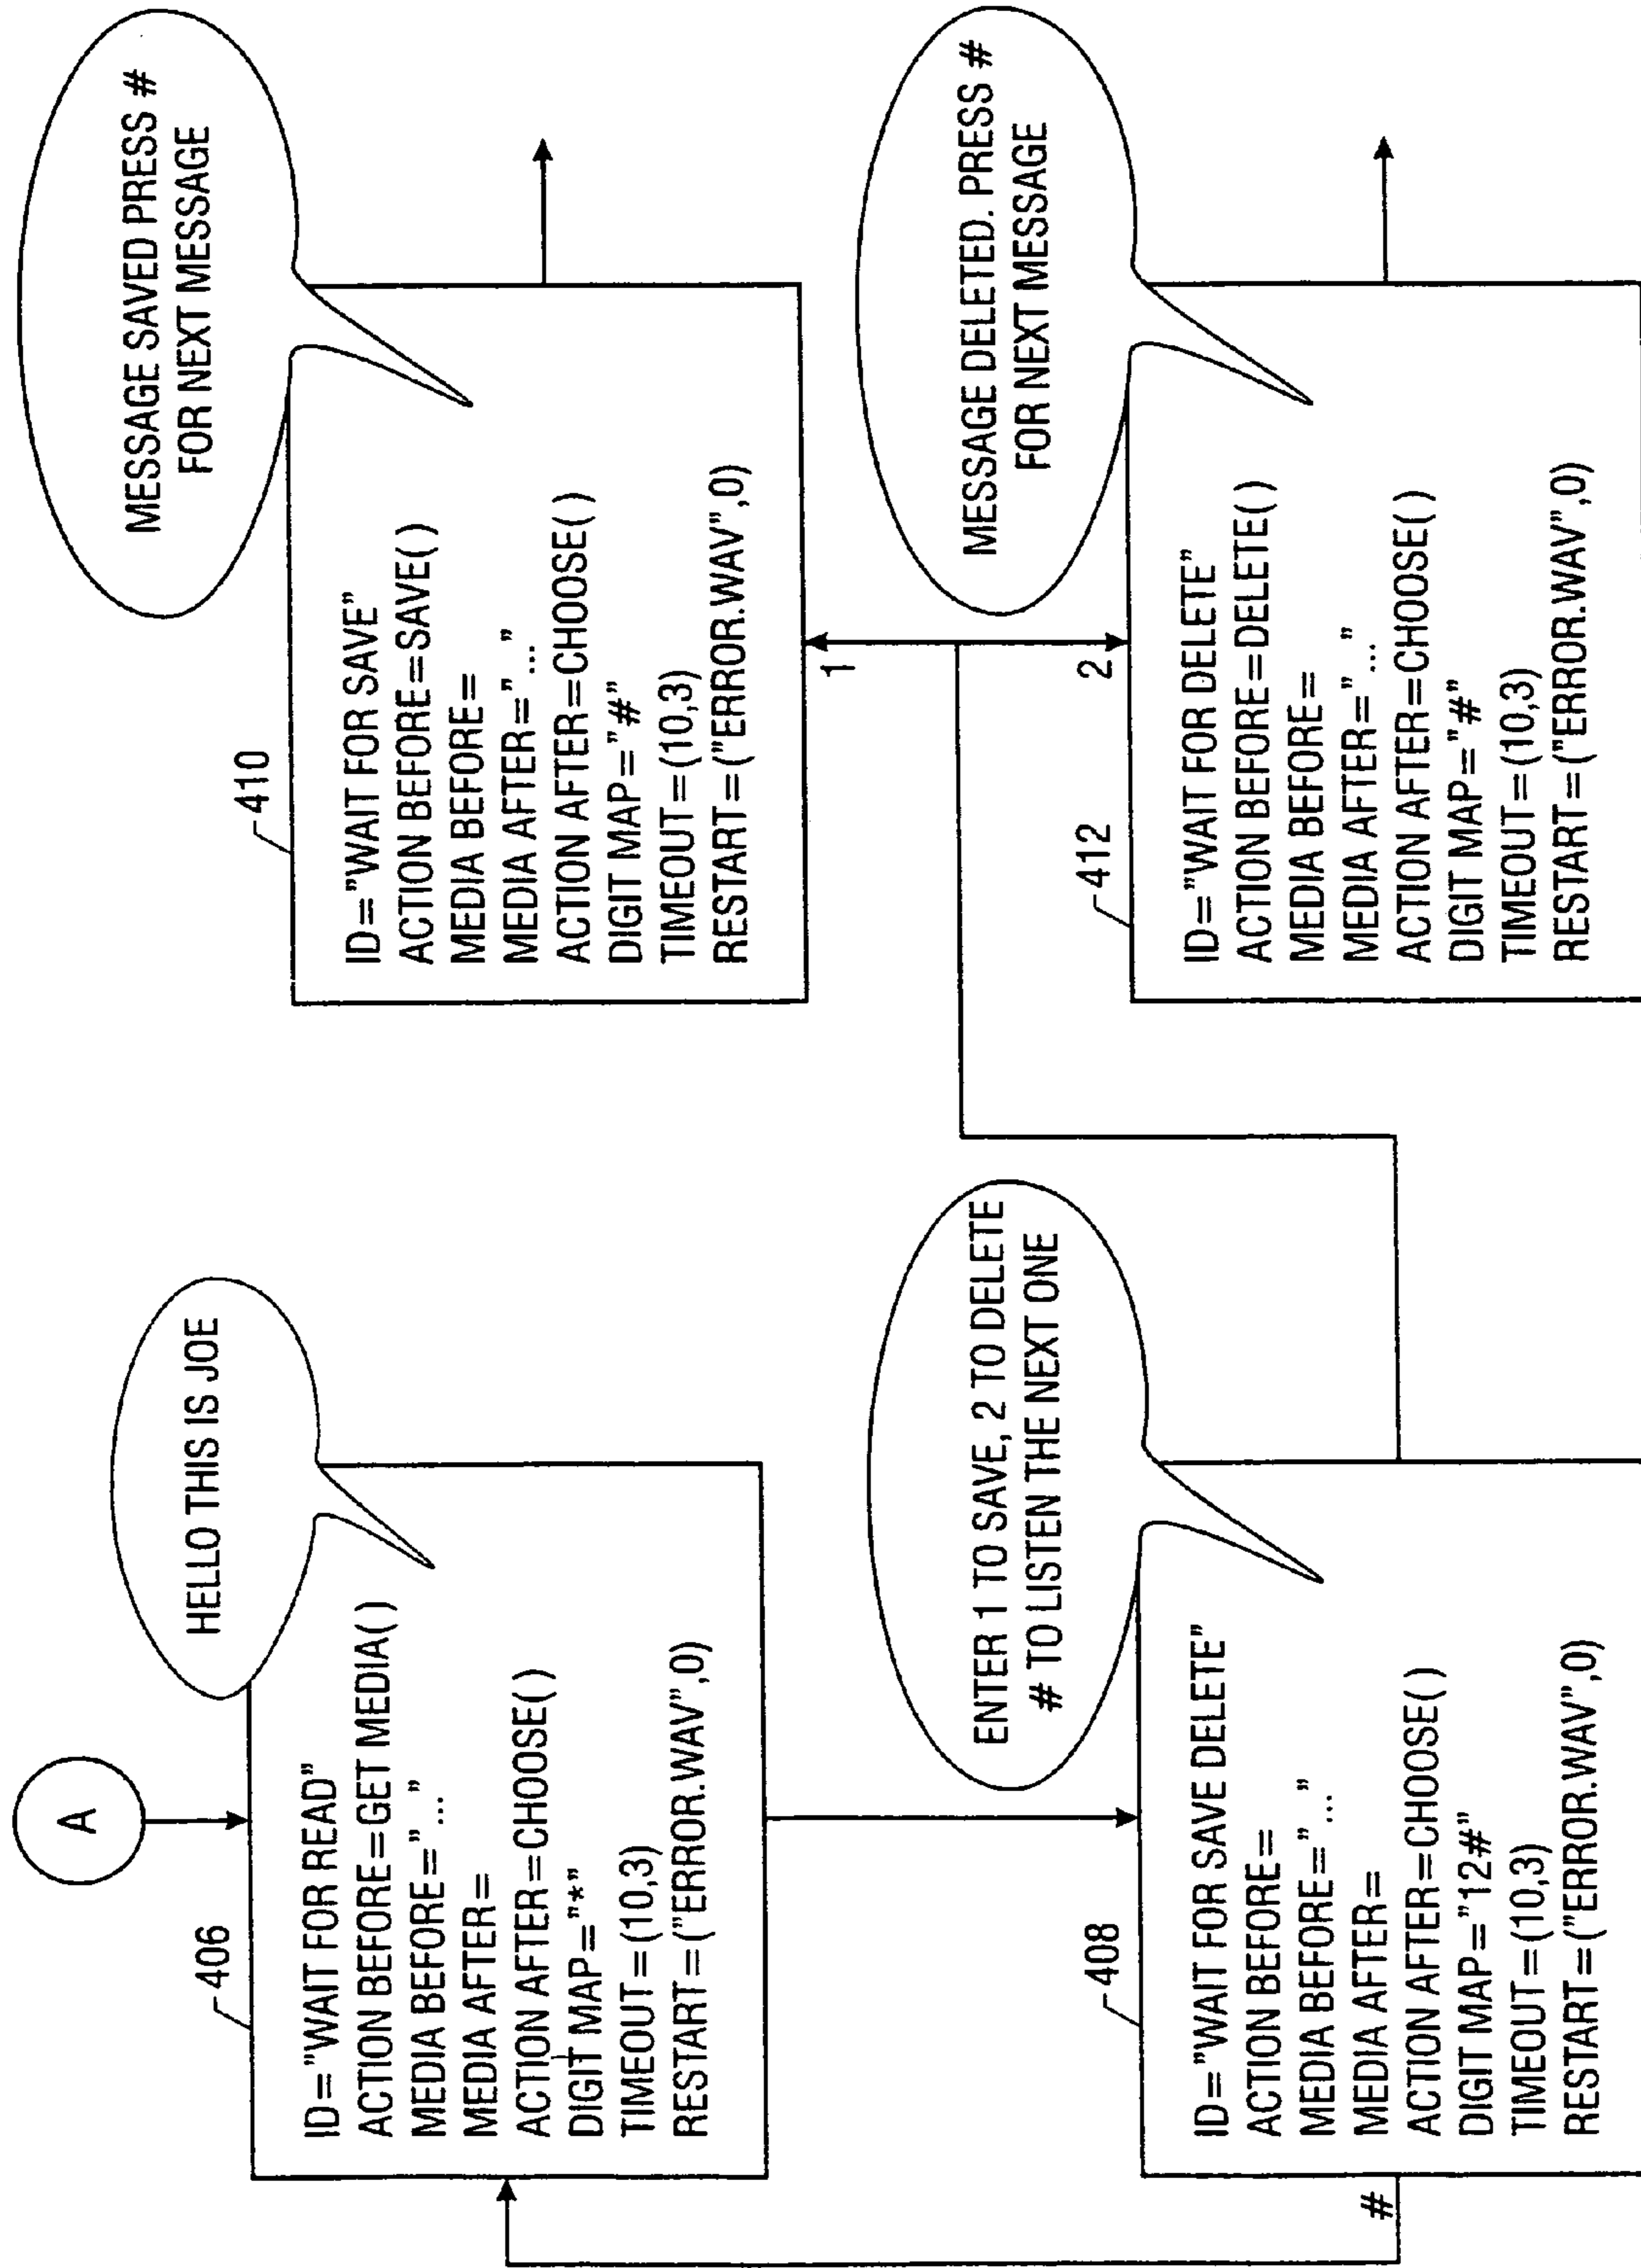 A
HELLO THIS IS JOE
406
ID="WAIT FOR READ"
ACTION BEFORE=GET MEDIA( )
MEDIA BEFORE="..."
MEDIA AFTER=
ACTION AFTER=CHOOSE( )
DIGIT MAP="*"
TIMEOUT=(10,3)
RESTART=("ERROR.WAV",0)
ENTER 1 TO SAVE, 2 TO DELETE
# TO LISTEN THE NEXT ONE
408
ID="WAIT FOR SAVE DELETE"
ACTION BEFORE=
MEDIA BEFORE="..."
MEDIA AFTER=
ACTION AFTER=CHOOSE( )
DIGIT MAP="12#"
TIMEOUT=(10,3)
RESTART=("ERROR.WAV",0)
#
MESSAGE SAVED PRESS #
FOR NEXT MESSAGE
410
ID="WAIT FOR SAVE"
ACTION BEFORE=SAVE( )
MEDIA BEFORE=
MEDIA AFTER="..."
ACTION AFTER=CHOOSE( )
DIGIT MAP="#"
TIMEOUT=(10,3)
RESTART=("ERROR.WAV",0)
1
2
MESSAGE DELETED. PRESS #
FOR NEXT MESSAGE
412
ID="WAIT FOR DELETE"
ACTION BEFORE=DELETE( )
MEDIA BEFORE=
MEDIA AFTER="..."
ACTION AFTER=CHOOSE( )
DIGIT MAP="#"
TIMEOUT=(10,3)
RESTART=("ERROR.WAV",0)